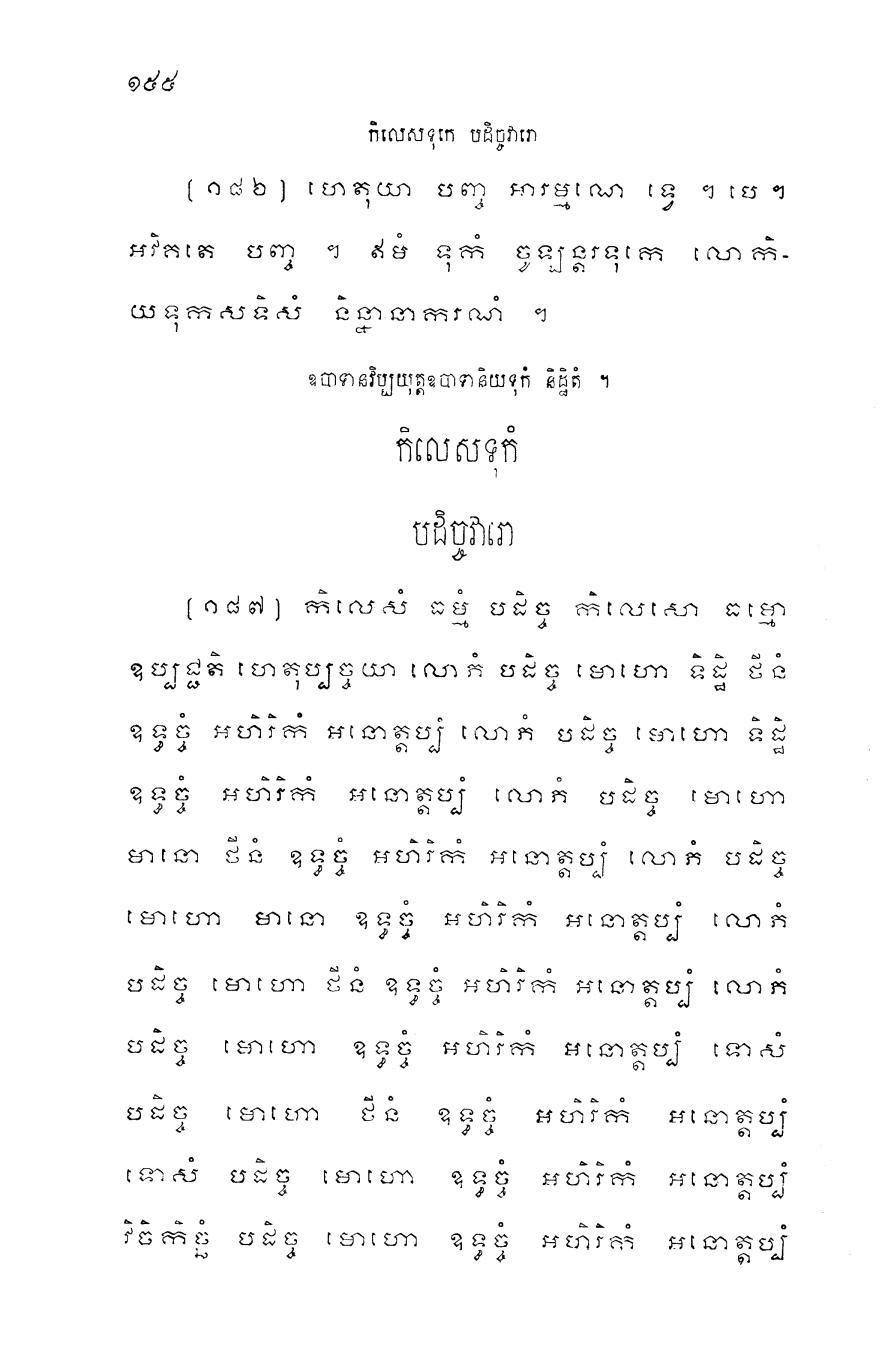 ១៥៥
កិលេសទុកេ បដិច្ចវារោ
(១៨៦) ហេតុយា បញ្ច អារម្មណេ ទ្វេ ។ បេ ។
អវិគតេ បញ្ច ។ ឥមំ ទុកំ ចូឡន្តរទុកេ លោកិ-
យទុកសទិសំ និន្នានាករណំ ។
ឧបាទានវិប្បយុត្តឧបាទានិយទុកំ និដ្ឋិតំ ។
កិលេសទុកំ
បដិច្ចវារោ
(១៨៧) កិលេសំ ធម្មំ បដិច្ច កិលេសោ ធម្មោ
ឧប្បជ្ជតិ ហេតុប្បច្ចយា លោភំ បដិច្ច មោហោ ទិដ្ឋិ ថីនំ
ឧទ្ធច្ចំ អហិរិកំ អនោត្តប្បំ លោភំ បដិច្ច មោហោ ទិដ្ឋិ
ឧទ្ធច្ចំ អហិរិកំ អនោត្តប្បំ លោភំ បដិច្ច មោហោ
មានោ ថីនំ ឧទ្ធច្ចំ អហិរិកំ អនោត្តប្បំ លោភំ បដិច្ច
មោហោ មានោ ឧទ្ធច្ចំ អហិរិកំ អនោត្តប្បំ លោភំ
បដិច្ច មោហោ ថីនំ ឧទ្ធច្ចំ អហិរិកំ អនោត្តប្បំ លោភំ
បដិច្ច មោហោ ឧទ្ធច្ចំ អហិរិកំ អនោត្តប្បំ ទោសំ
បដិច្ច មោហោ ថីនំ ឧទ្ធច្ចំ អហិរិកំ អនោត្តប្បំ
ទោសំ បដិច្ច មោហោ ឧទ្ធច្ចំ អហិរិកំ អនោត្តប្បំ
វិចិកិច្ឆំ បដិច្ច មោហោ ឧទ្ធច្ចំ អហិរិកំ អនោត្តប្បំ